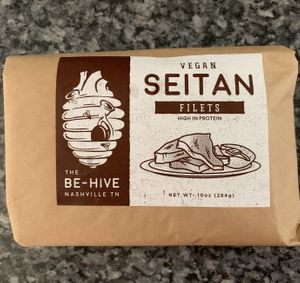 VEGAN
SEITAN
FILETS
HIGH IN PROTEIN
THE
BE-HIVE
NASHVILLE TN
NET WT. 10oz (284g)